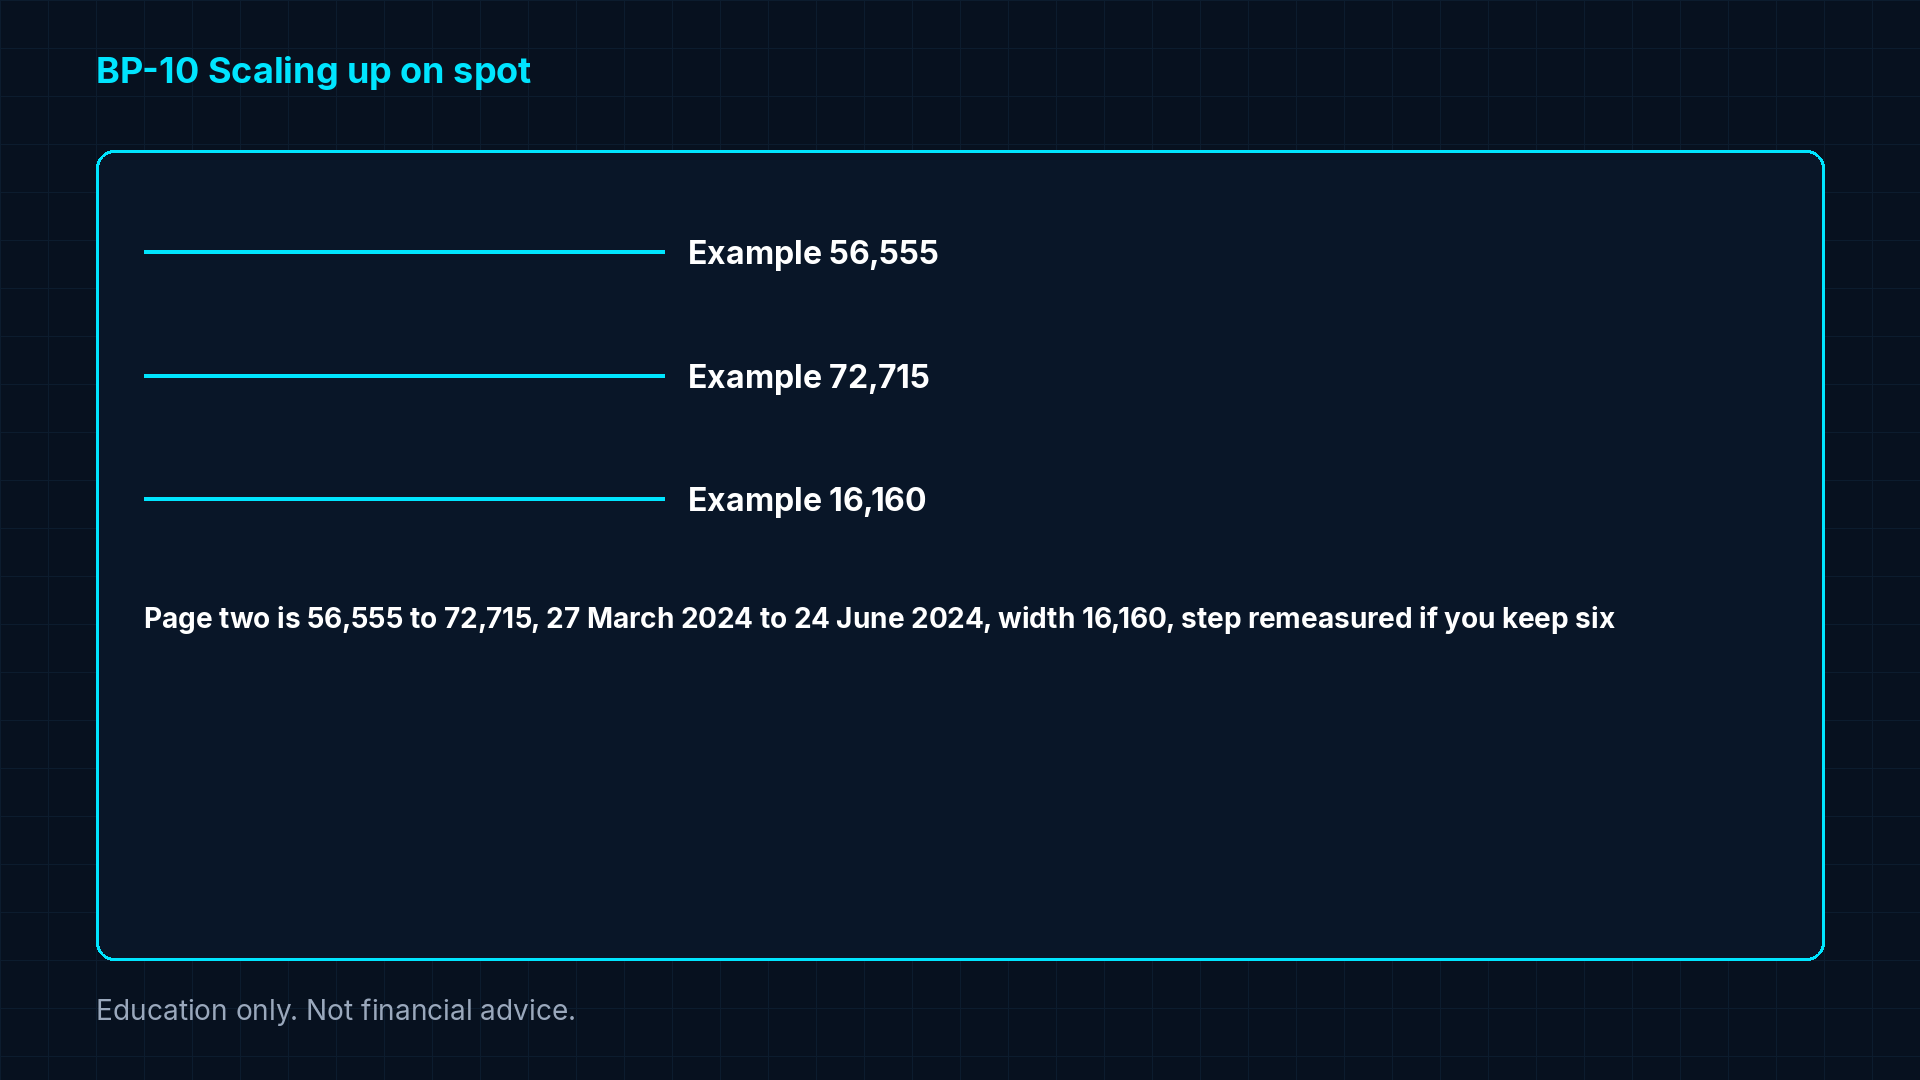 BP-10 Scaling up on spot
Example 56,555
Example 72,715
Example 16,160
Page two is 56,555 to 72,715, 27 March 2024 to 24 June 2024, width 16,160, step remeasured if you keep six
Education only. Not financial advice.